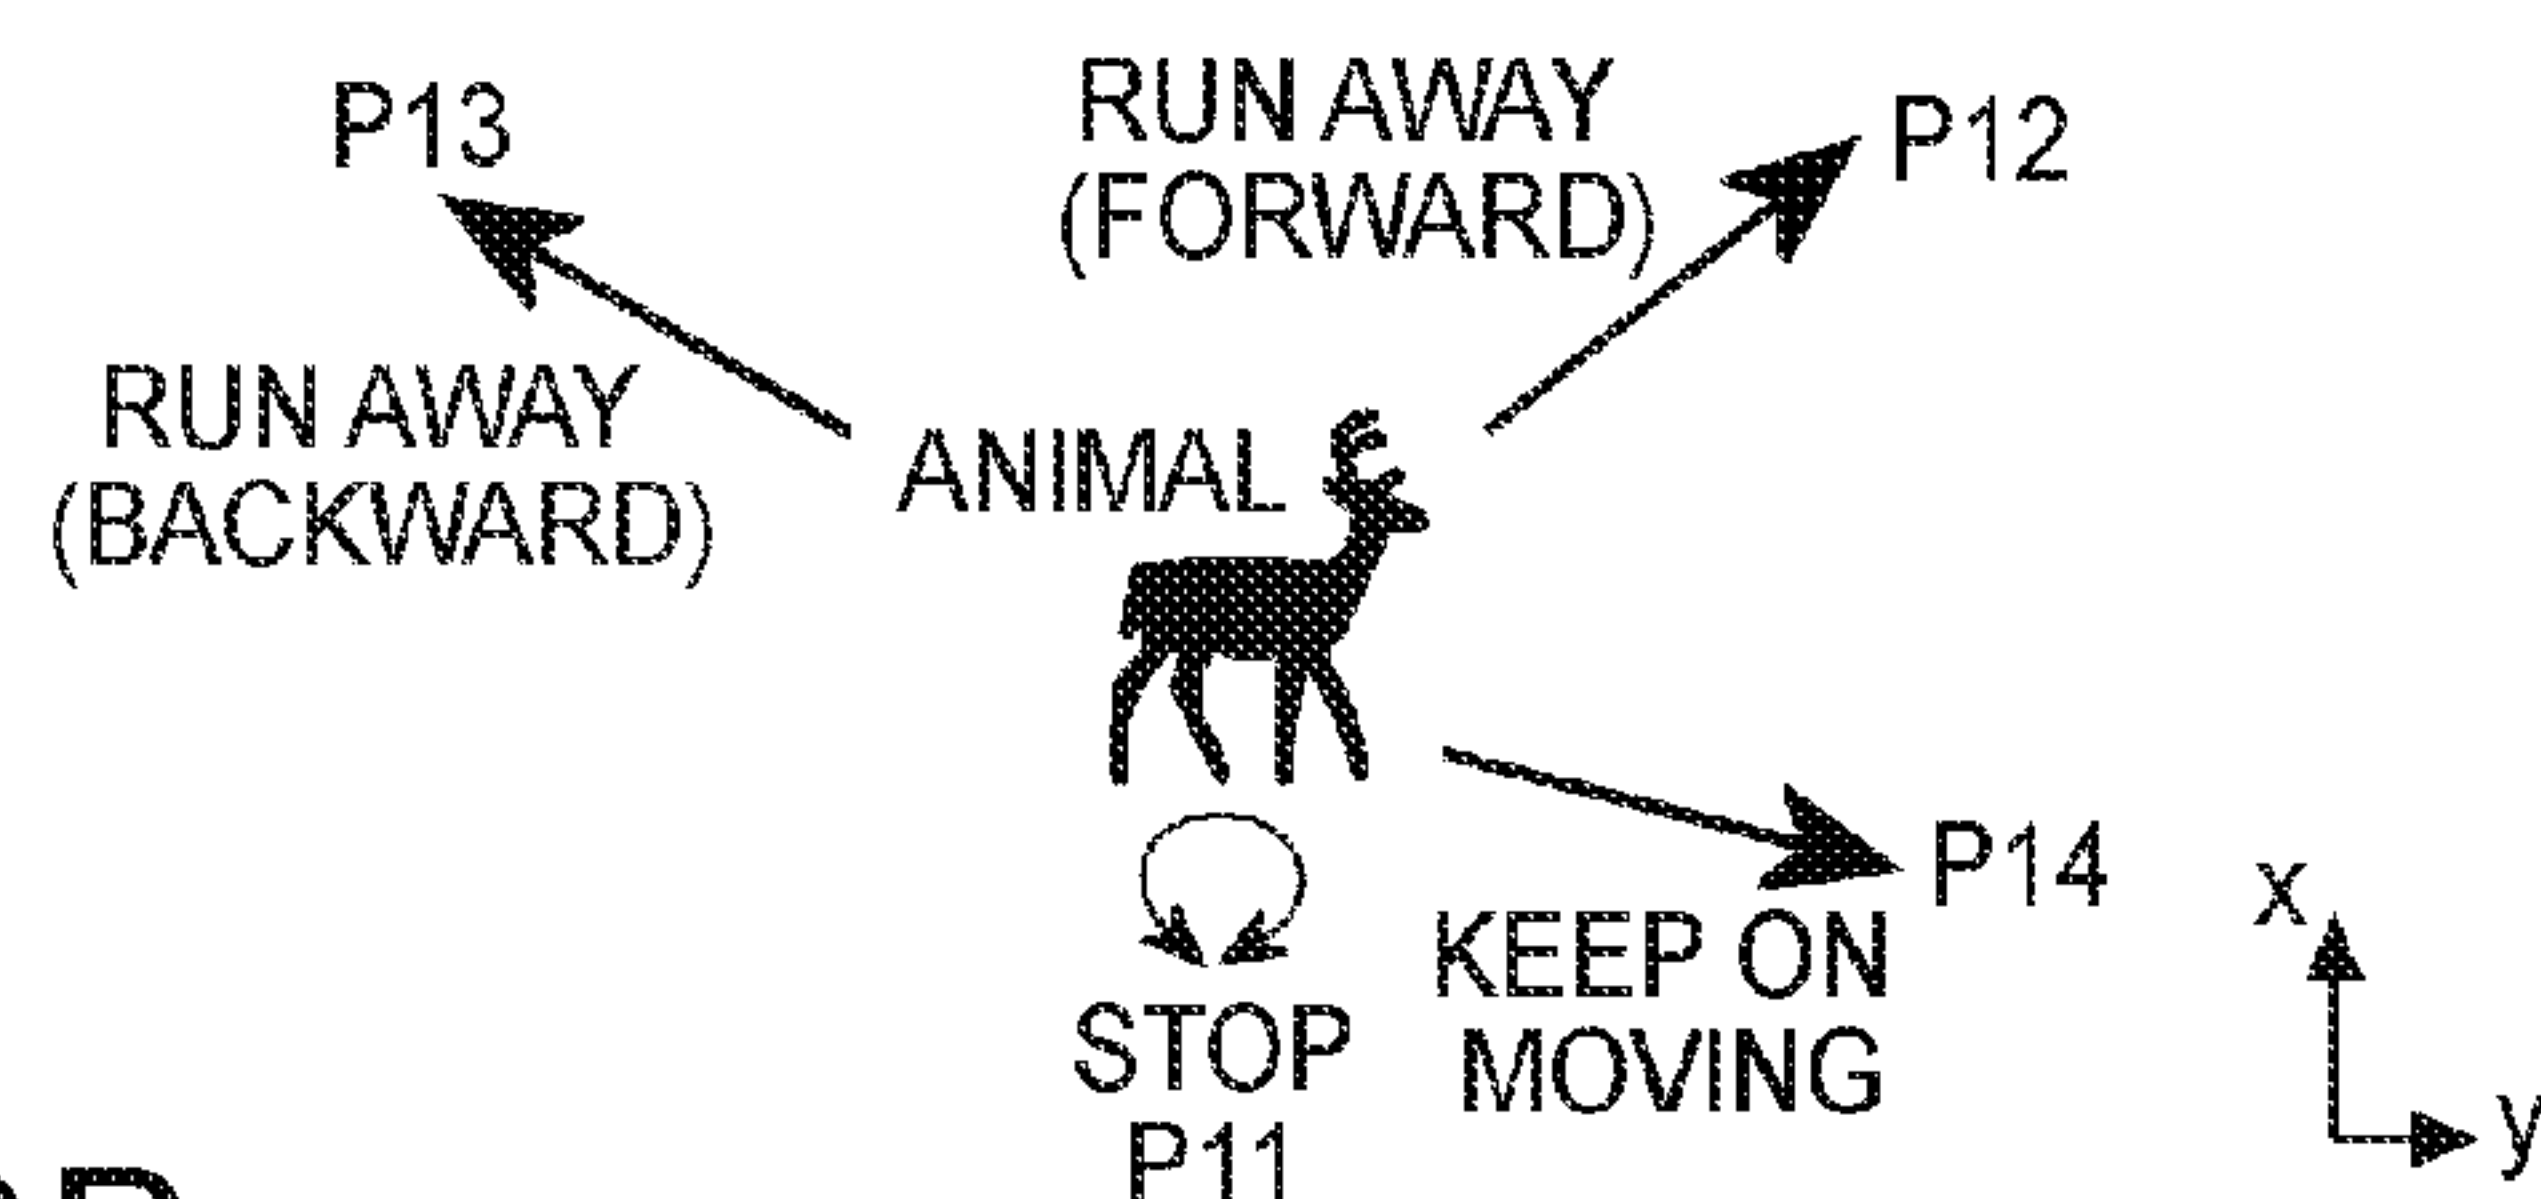 P13
RUN AWAY
(FORWARD)
P12
RUN AWAY
(BACKWARD)
ANIMAL
P14
KEEP ON
MOVING
STOP
P11
x
y